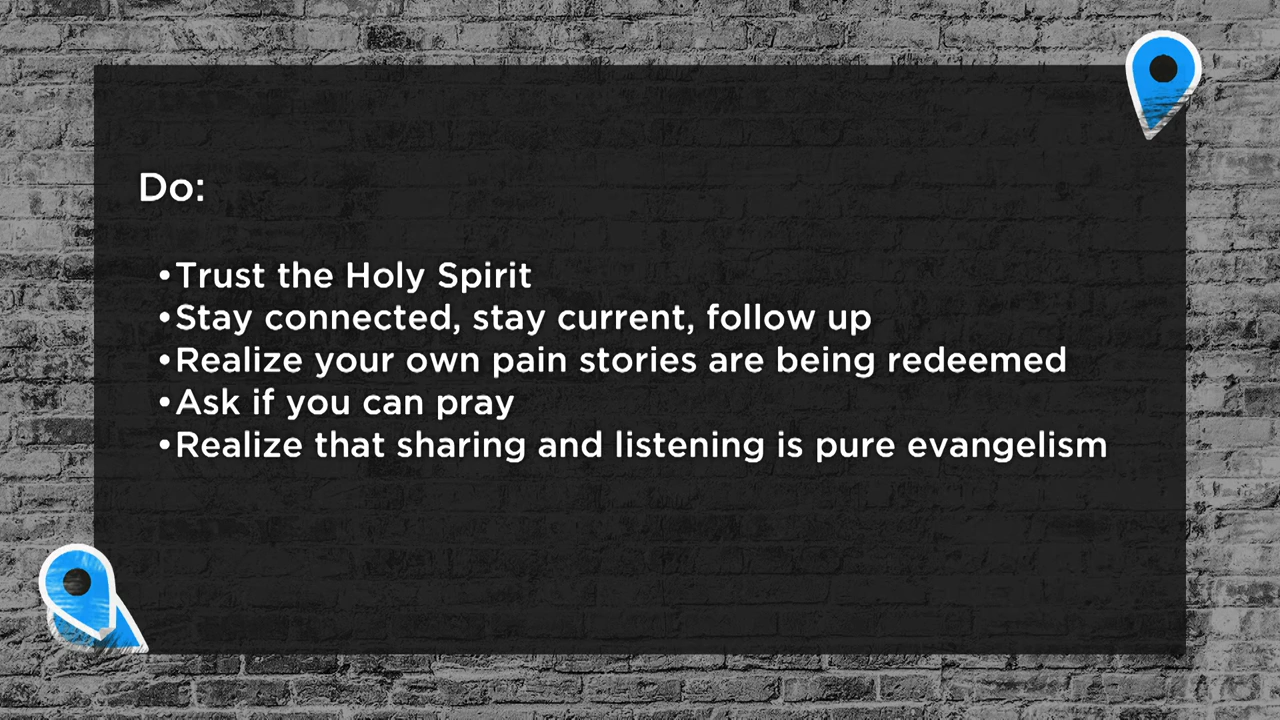 Do:
•Trust the Holy Spirit
•Stay connected, stay current, follow up
•Realize your own pain stories are being redeemed
•Ask if you can pray
•Realize that sharing and listening is pure evangelism